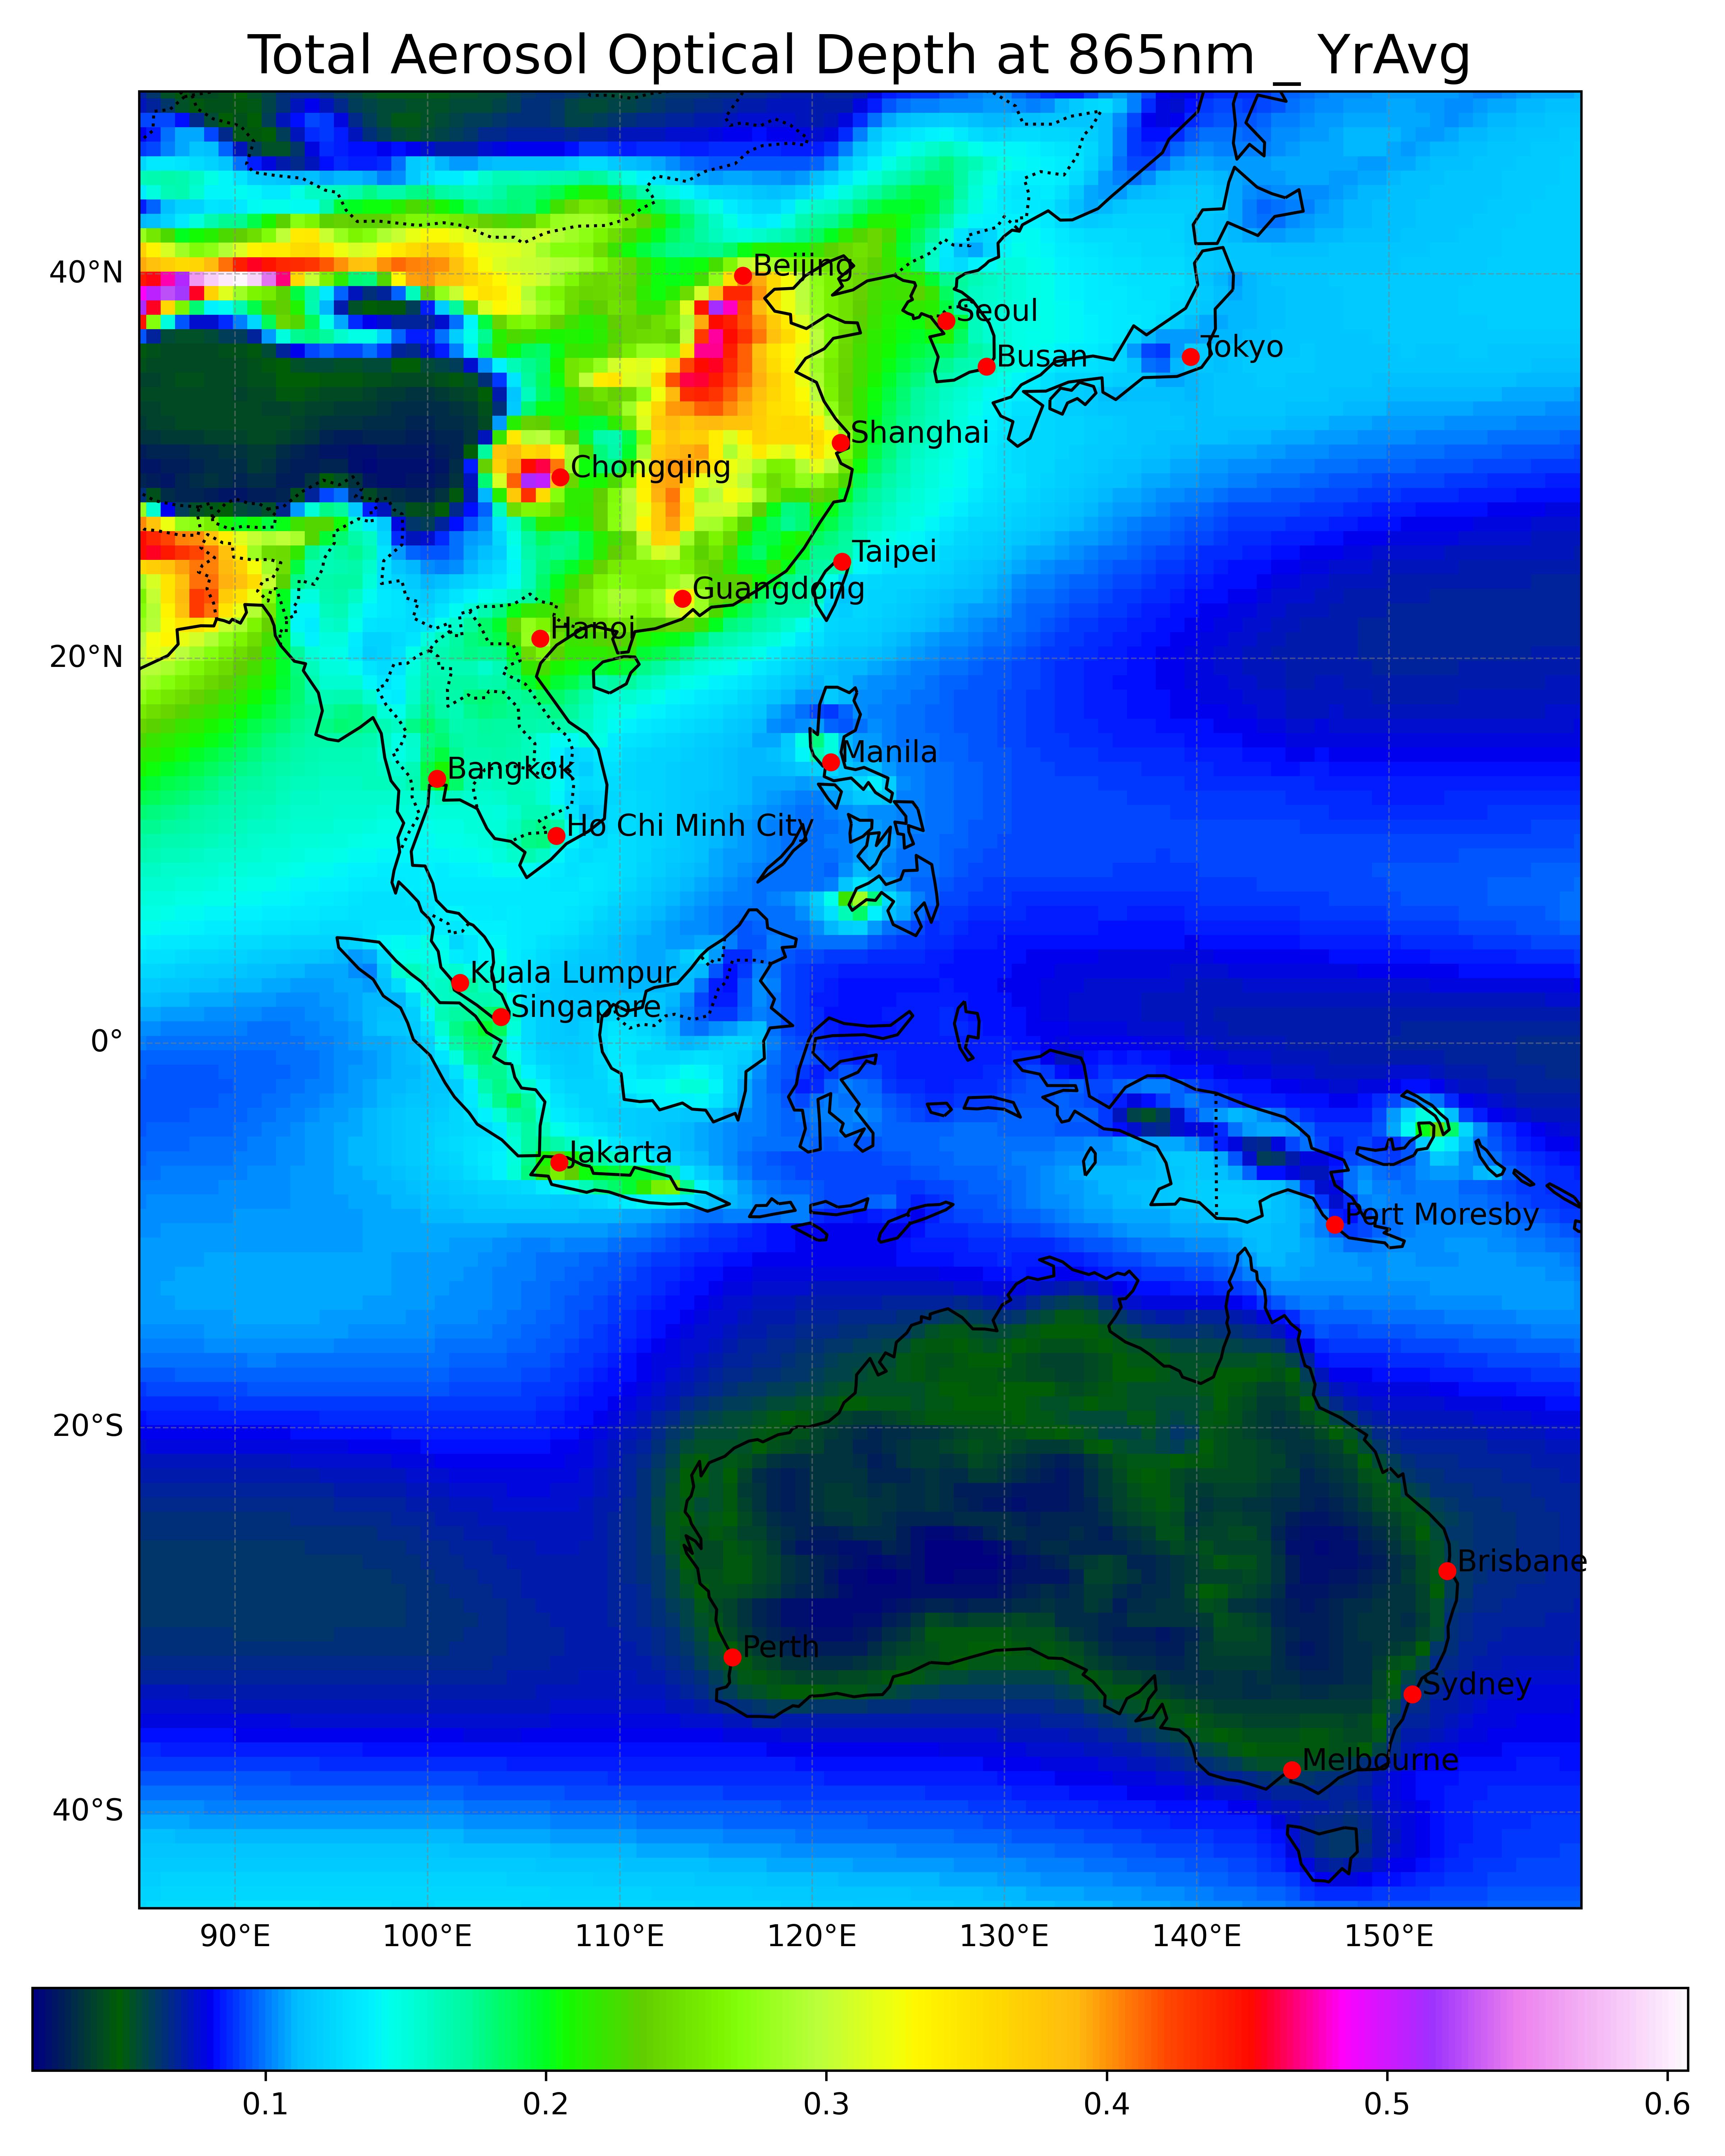 Total Aerosol Optical Depth at 865nm _ YrAvg
40°N
20°N
0°
20°S
40°S
Beijing
Seoul
Tokyo
Busan
Shanghai
Chongqing
Taipei
Guangdong
Hanoi
Manila
Bangkok
Ho Chi Minh City
Kuala Lumpur
Singapore
Jakarta
Port Moresby
Brisbane
Perth
Sydney
Melbourne
90°E 100°E 110°E 120°E 130°E 140°E 150°E
0.1 0.2 0.3 0.4 0.5 0.6